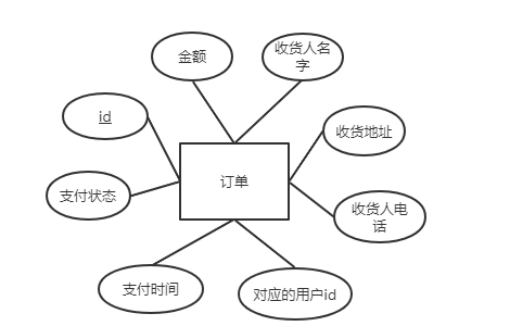 金额
收货人名
字
id
收货地址
订单
支付状态
收货人电
话
支付时间
对应的用户id